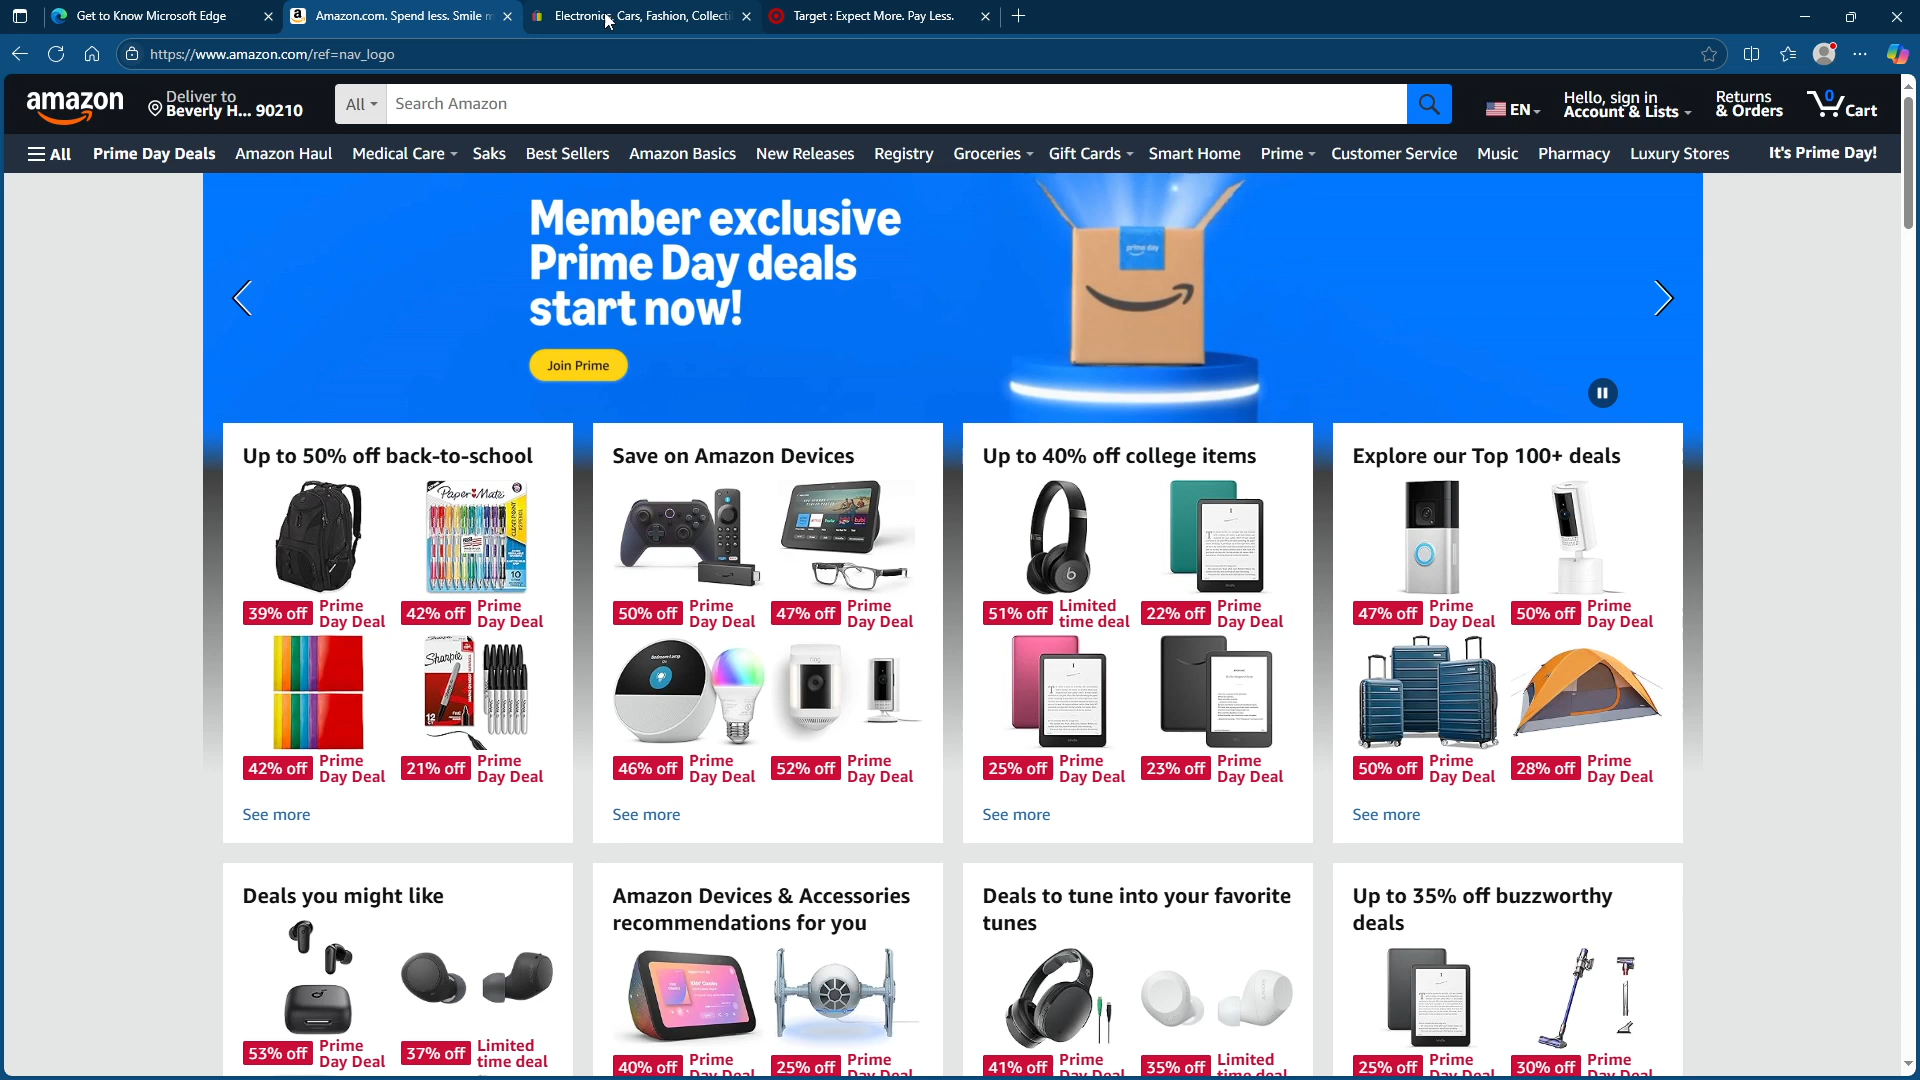 Get to Know Microsoft Edge
Amazon.com. Spend less. Smile m
Electronics, Cars, Fashion, Collecti
Target : Expect More. Pay Less.
https://www.amazon.com/ref=nav_logo
amazon
Deliver to
Beverly H... 90210
All
Search Amazon
EN
Hello, sign in
Account & Lists
Returns
& Orders
0
Cart
All
Prime Day Deals
Amazon Haul
Medical Care
Saks
Best Sellers
Amazon Basics
New Releases
Registry
Groceries
Gift Cards
Smart Home
Prime
Customer Service
Music
Pharmacy
Luxury Stores
It's Prime Day!
Member exclusive
Prime Day deals
start now!
prime day
Join Prime
Up to 50% off back-to-school
Paper Mate
39% off Prime Day Deal
42% off Prime Day Deal
Sharpie
42% off Prime Day Deal
21% off Prime Day Deal
See more
Save on Amazon Devices
50% off Prime Day Deal
47% off Prime Day Deal
46% off Prime Day Deal
52% off Prime Day Deal
See more
Up to 40% off college items
51% off Limited time deal
22% off Prime Day Deal
25% off Prime Day Deal
23% off Prime Day Deal
See more
Explore our Top 100+ deals
47% off Prime Day Deal
50% off Prime Day Deal
50% off Prime Day Deal
28% off Prime Day Deal
See more
Deals you might like
53% off Prime Day Deal
37% off Limited time deal
Amazon Devices & Accessories
recommendations for you
40% off Prime Day Deal
25% off Prime Day Deal
Deals to tune into your favorite
tunes
41% off Prime Day Deal
35% off Limited time deal
Up to 35% off buzzworthy
deals
25% off Prime Day Deal
30% off Prime Day Deal